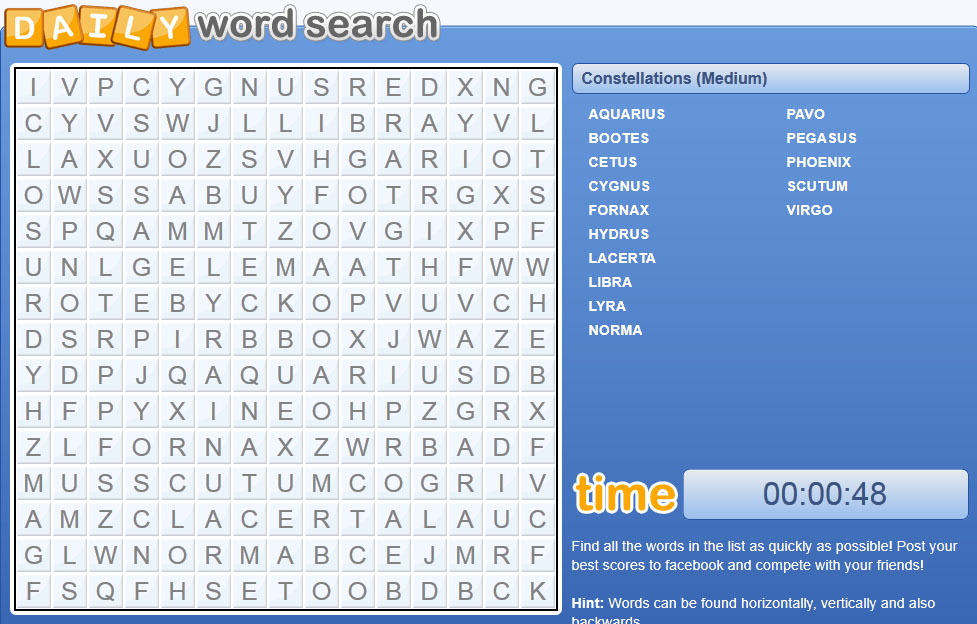 DAILY word search
I V P C Y G N U S R E D X N G
C Y V S W J L L I B R A Y V L
L A X U O Z S V H G A R I O T
O W S S A B U Y F O T R G X S
S P Q A M M T Z O V G I X P F
U N L G E L E M A A T H F W W
R O T E B Y C K O P V U V C H
D S R P I R B B O X J W A Z E
Y D P J Q A Q U A R I U S D B
H F P Y X I N E O H P Z G R X
Z L F O R N A X Z W R B A D F
M U S S C U T U M C O G R I V
A M Z C L A C E R T A L A U C
G L W N O R M A B C E J M R F
F S Q F H S E T O O B D B C K
Constellations (Medium)
AQUARIUS PAVO
BOOTES PEGASUS
CETUS PHOENIX
CYGNUS SCUTUM
FORNAX VIRGO
HYDRUS
LACERTA
LIBRA
LYRA
NORMA
time 00:00:48
Find all the words in the list as quickly as possible! Post your
best scores to facebook and compete with your friends!
Hint: Words can be found horizontally, vertically and also
backwards.